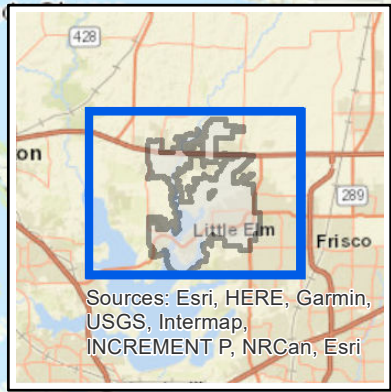 428
on
289
Little Elm
Frisco
Sources: Esri, HERE, Garmin,
USGS, Intermap,
INCREMENT P, NRCan, Esri